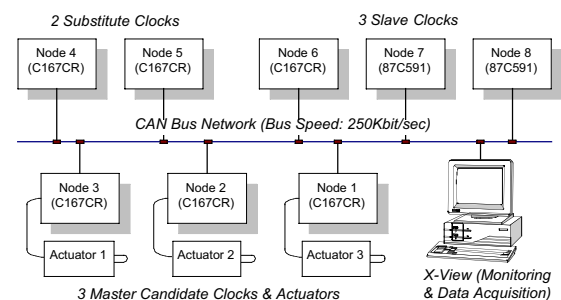 2 Substitute Clocks
3 Slave Clocks
Node 4
(C167CR)
Node 5
(C167CR)
Node 6
(C167CR)
Node 7
(87C591)
Node 8
(87C591)
CAN Bus Network (Bus Speed: 250Kbit/sec)
Node 3
(C167CR)
Node 2
(C167CR)
Node 1
(C167CR)
Actuator 1
Actuator 2
Actuator 3
X-View (Monitoring
& Data Acquisition)
3 Master Candidate Clocks & Actuators